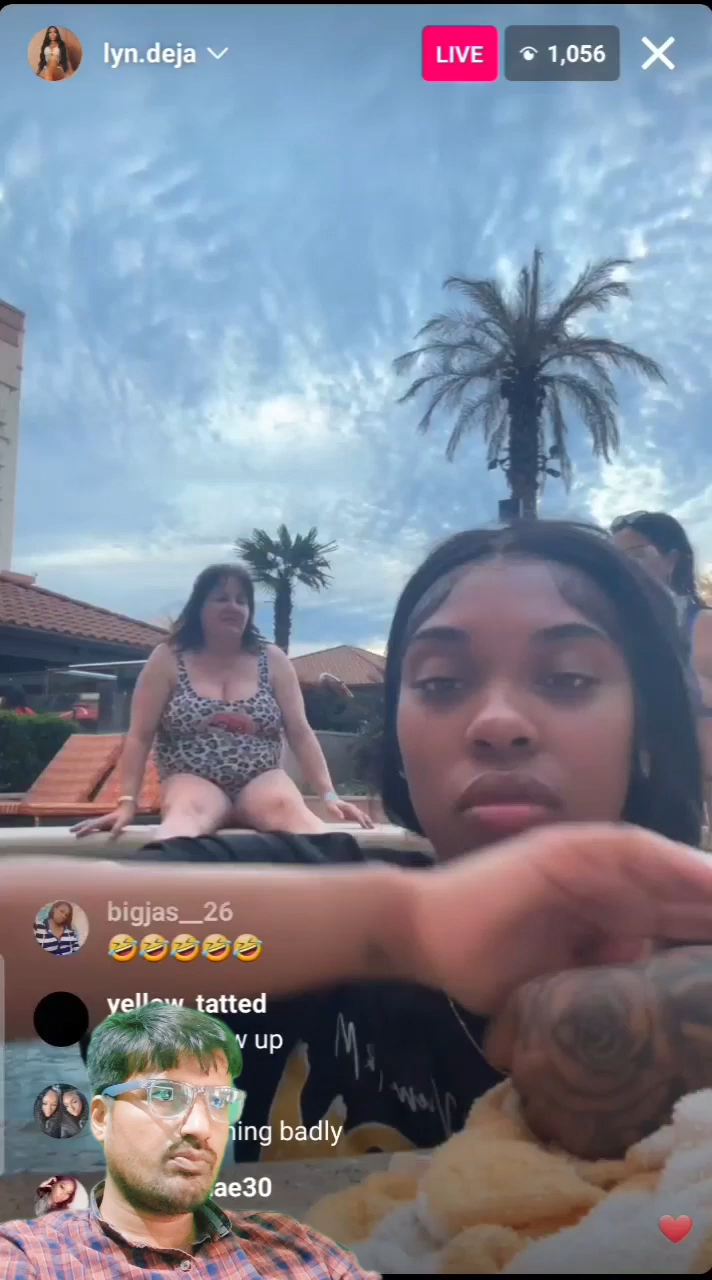 lyn.deja
LIVE
1,056
bigjas__26
🤣🤣🤣🤣🤣
yellow_tatted
w up
ning badly
ae30